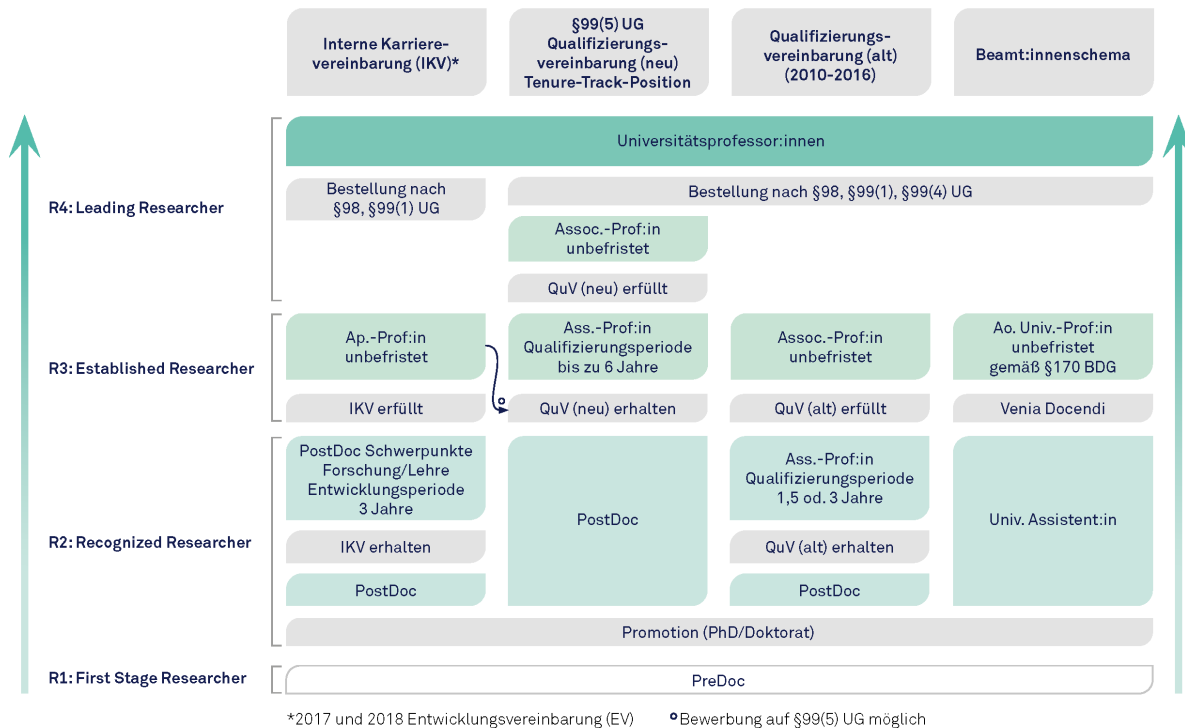 Interne Karriere-
vereinbarung (IKV)*
§99(5) UG
Qualifizierungs-
vereinbarung (neu)
Tenure-Track-Position
Qualifizierungs-
vereinbarung (alt)
(2010-2016)
Beamt:innenschema
Universitätsprofessor:innen
R4: Leading Researcher
Bestellung nach
§98, §99(1) UG
Bestellung nach §98, §99(1), §99(4) UG
Assoc.-Prof:in
unbefristet
QuV (neu) erfüllt
R3: Established Researcher
Ap.-Prof:in
unbefristet
Ass.-Prof:in
Qualifizierungsperiode
bis zu 6 Jahre
Assoc.-Prof:in
unbefristet
Ao. Univ.-Prof:in
unbefristet
gemäß §170 BDG
IKV erfüllt
QuV (neu) erhalten
QuV (alt) erfüllt
Venia Docendi
R2: Recognized Researcher
PostDoc Schwerpunkte
Forschung/Lehre
Entwicklungsperiode
3 Jahre
IKV erhalten
PostDoc
PostDoc
Ass.-Prof:in
Qualifizierungsperiode
1,5 od. 3 Jahre
QuV (alt) erhalten
PostDoc
Univ. Assistent:in
Promotion (PhD/Doktorat)
R1: First Stage Researcher
PreDoc
*2017 und 2018 Entwicklungsvereinbarung (EV)
°Bewerbung auf §99(5) UG möglich